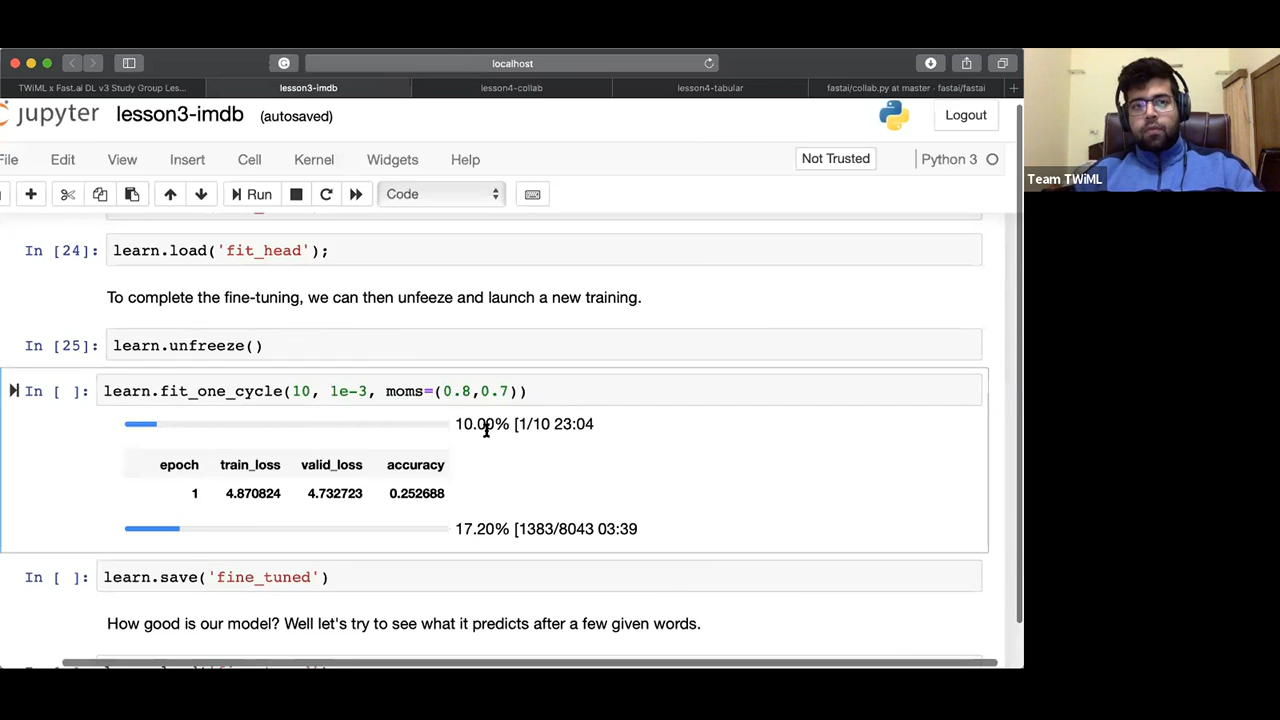 localhost
TWiML x Fast.ai DL v3 Study Group Les...
lesson3-imdb
lesson4-collab
lesson4-tabular
fastai/collab.py at master · fastai/fastai
jupyter lesson3-imdb (autosaved)
Logout
File Edit View Insert Cell Kernel Widgets Help
Not Trusted
Python 3
Run
Code
In [24]: learn.load('fit_head');
To complete the fine-tuning, we can then unfeeze and launch a new training.
In [25]: learn.unfreeze()
In [ ]: learn.fit_one_cycle(10, 1e-3, moms=(0.8,0.7))
10.00% [1/10 23:04
epoch train_loss valid_loss accuracy
1 4.870824 4.732723 0.252688
17.20% [1383/8043 03:39
In [ ]: learn.save('fine_tuned')
How good is our model? Well let's try to see what it predicts after a few given words.
Team TWiML